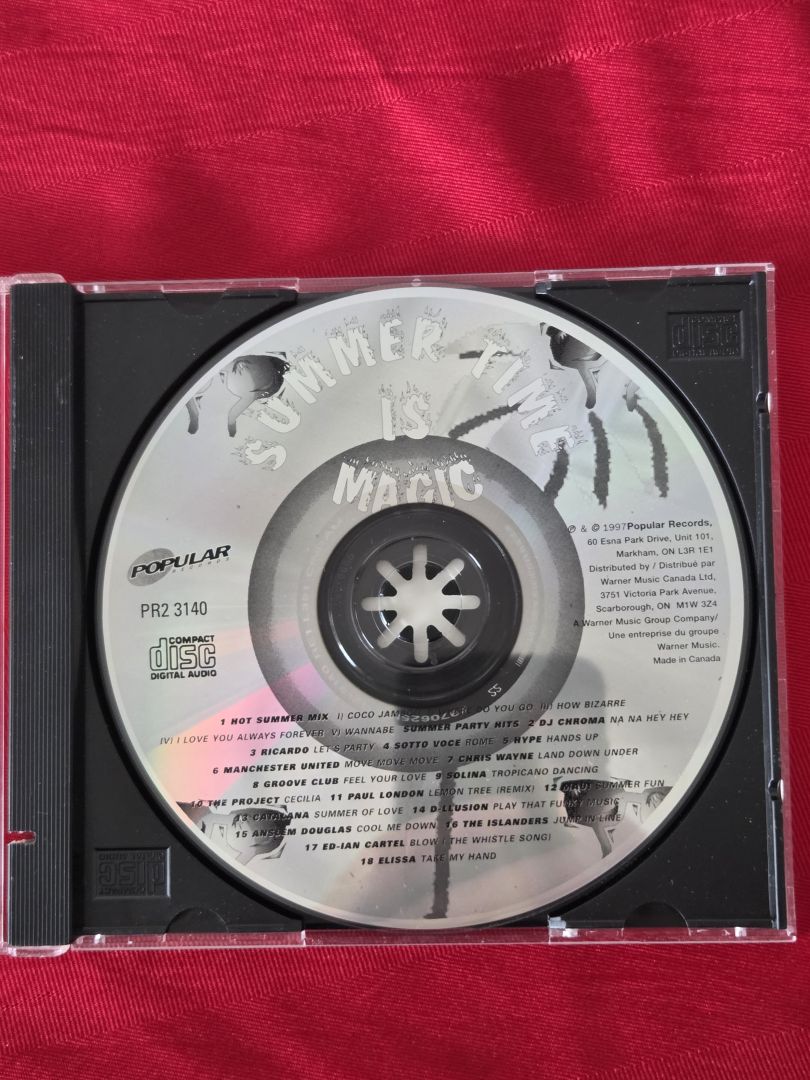 SUMMER TIME
IS
MAGIC
POPULAR
RECORDS
PR2 3140
COMPACT
disc
DIGITAL AUDIO
℗ & © 1997 Popular Records,
60 Esna Park Drive, Unit 101,
Markham, ON L3R 1E1
Distributed by / Distribué par
Warner Music Canada Ltd,
3751 Victoria Park Avenue,
Scarborough, ON M1W 3Z4
A Warner Music Group Company/
Une entreprise du groupe
Warner Music.
Made in Canada
1 HOT SUMMER MIX I) COCO YOU GO III) HOW BIZARRE
IV) I LOVE YOU ALWAYS FOREVER V) WANNABE SUMMER PARTY HITS 2 DJ CHROMA NA NA HEY HEY
3 RICARDO LET'S PARTY 4 SOTTO VOCE ROME 5 HYPE HANDS UP
6 MANCHESTER UNITED MOVE MOVE MOVE 7 CHRIS WAYNE LAND DOWN UNDER
8 GROOVE CLUB FEEL YOUR LOVE 9 SOLINA TROPICANO DANCING
10 THE PROJECT CECILIA 11 PAUL LONDON LEMON TREE (REMIX) 12 MAUI SUMMER FUN
13 CATALANA SUMMER OF LOVE 14 D-LLUSION PLAY THAT FUNKY MUSIC
15 ANSLEM DOUGLAS COOL ME DOWN 16 THE ISLANDERS JUMP IN LINE
17 ED-IAN CARTEL BLOW (THE WHISTLE SONG)
18 ELISSA TAKE MY HAND
disc
disc